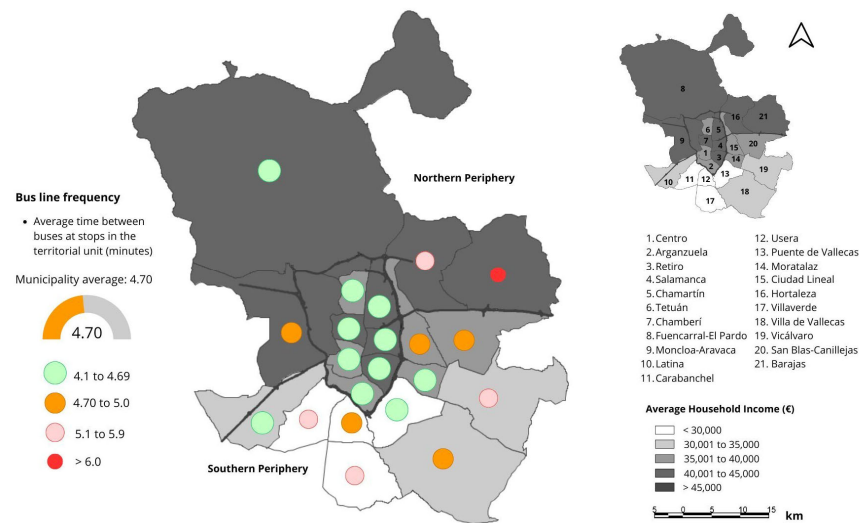 Northern Periphery
Bus line frequency
• Average time between
buses at stops in the
territorial unit (minutes)
Municipality average: 4.70
4.70
4.1 to 4.69
4.70 to 5.0
5.1 to 5.9
> 6.0
Southern Periphery
8
21
16
6
5
7
9
4
20
15
1
3
14
2
19
13
11
12
10
18
17
1.Centro
2.Arganzuela
3.Retiro
4.Salamanca
5.Chamartín
6.Tetuán
7.Chamberí
8.Fuencarral-El Pardo
9.Moncloa-Aravaca
10.Latina
11.Carabanchel
12. Usera
13. Puente de Vallecas
14. Moratalaz
15. Ciudad Lineal
16. Hortaleza
17. Villaverde
18. Villa de Vallecas
19. Vicálvaro
20. San Blas-Canillejas
21. Barajas
Average Household Income (€)
< 30,000
30,001 to 35,000
35,001 to 40,000
40,001 to 45,000
> 45,000
5 0 5 10 15
km